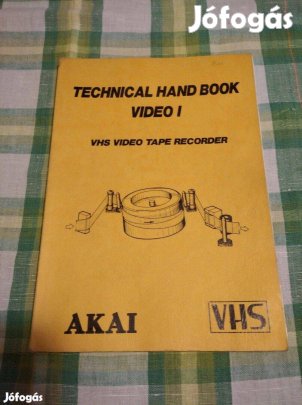 Jófogás
TECHNICAL HAND BOOK
VIDEO I
VHS VIDEO TAPE RECORDER
AKAI
VHS
Jófogás